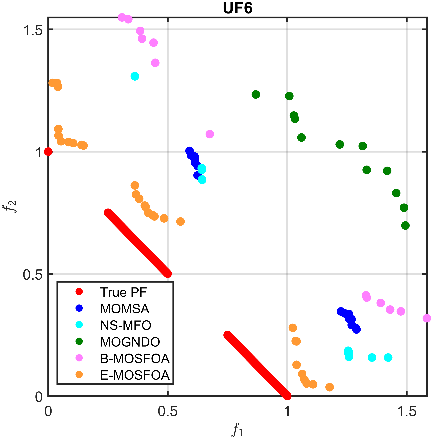 UF6
1.5
1
0.5
0
f2
True PF
MOMSA
NS-MFO
MOGNDO
B-MOSFOA
E-MOSFOA
0 0.5 1 1.5
f1